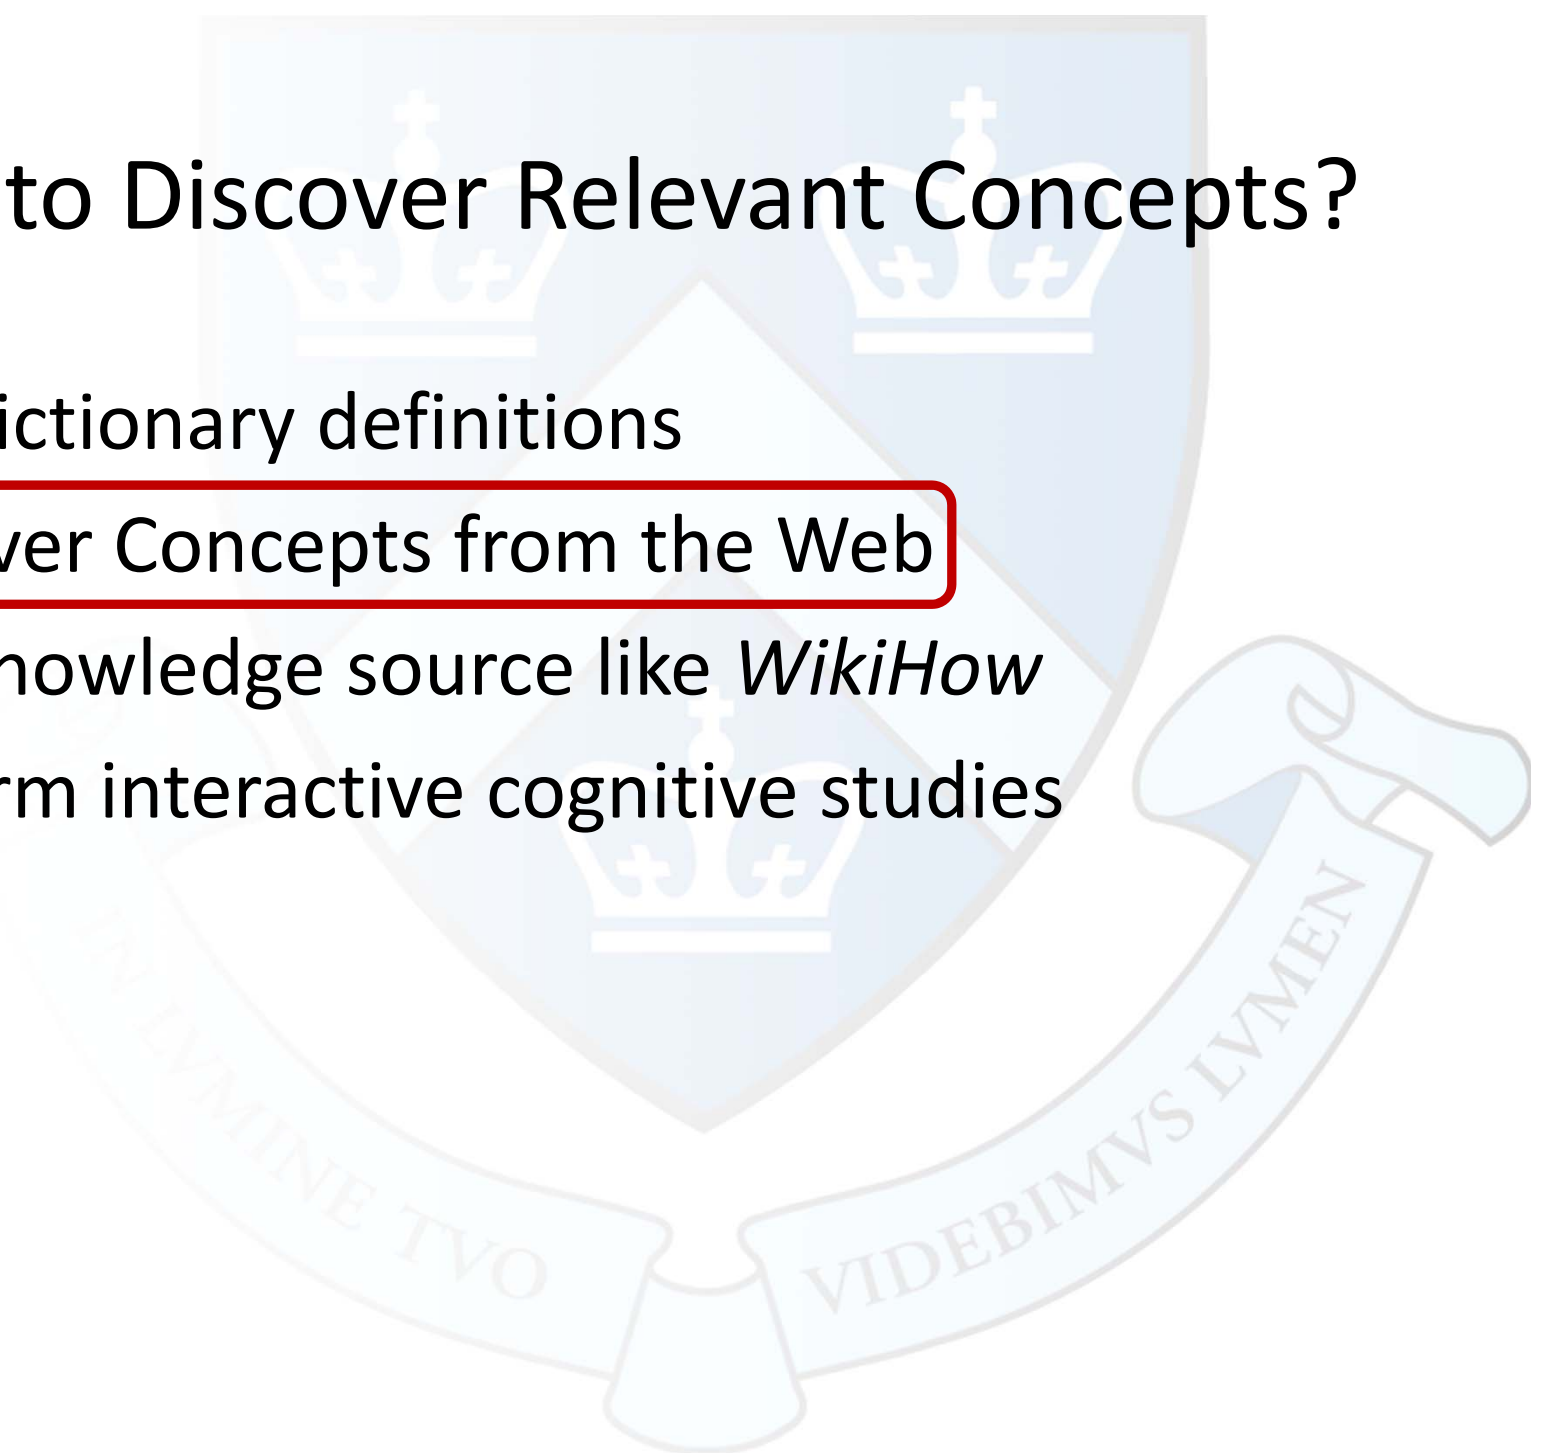 to Discover Relevant Concepts?
ictionary definitions
ver Concepts from the Web
nowledge source like WikiHow
rm interactive cognitive studies
IN LVMINE TVO
VIDEBIMVS LVMEN